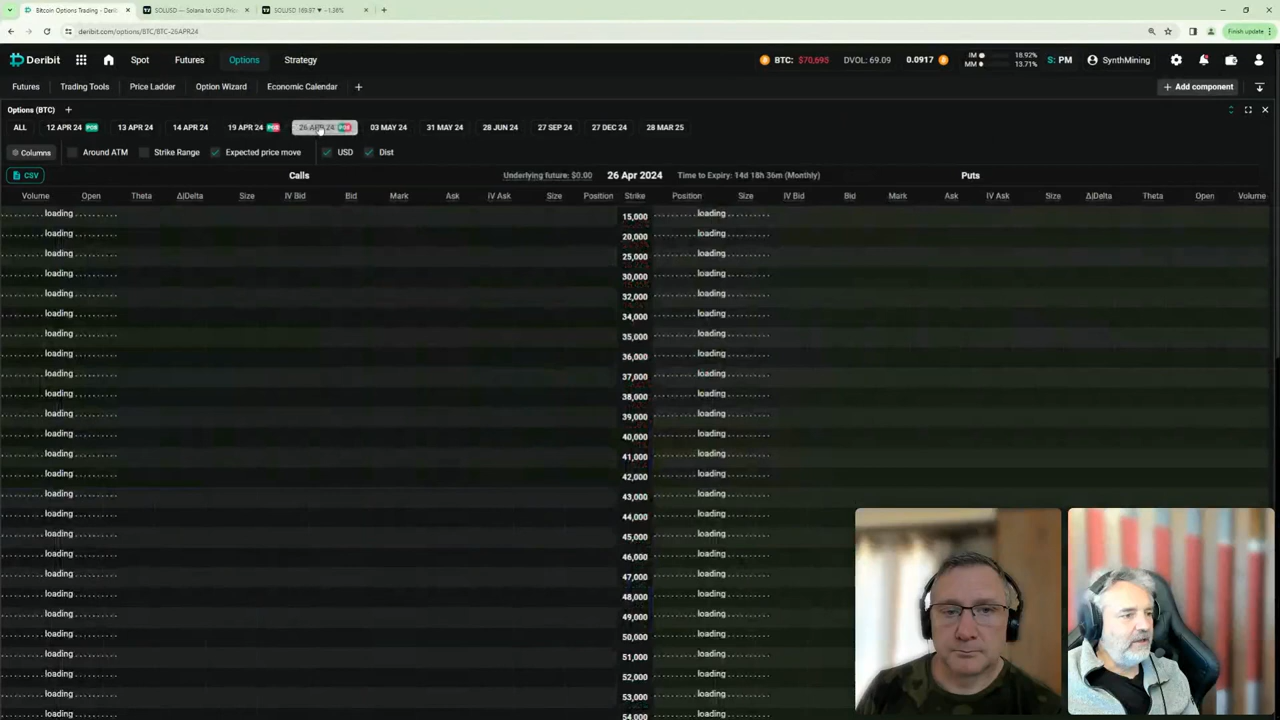 Bitcoin Options Trading - Derib
SOLUSD — Solana to USD Pric
SOLUSD 169.57 ▼ −1.36%
deribit.com/options/BTC/BTC-26APR24
Finish update
Deribit Spot Futures Options Strategy
BTC: $70,695 DVOL: 69.09 0.0917 IM 18.92% MM 13.71% S: PM SynthMining
Futures Trading Tools Price Ladder Option Wizard Economic Calendar + Add component
Options (BTC) +
ALL 12 APR 24 POS 13 APR 24 14 APR 24 19 APR 24 POS 26 APR 24 POS 03 MAY 24 31 MAY 24 28 JUN 24 27 SEP 24 27 DEC 24 28 MAR 25
Columns Around ATM Strike Range Expected price move USD Dist
CSV Calls Underlying future: $0.00 26 Apr 2024 Time to Expiry: 14d 18h 36m (Monthly) Puts
Volume Open Theta Δ|Delta Size IV Bid Bid Mark Ask IV Ask Size Position Strike Position Size IV Bid Bid Mark Ask IV Ask Size Δ|Delta Theta Open Volume
loading 15,000 loading
loading 20,000 loading
loading 25,000 loading
loading 30,000 loading
loading 32,000 loading
loading 34,000 loading
loading 35,000 loading
loading 36,000 loading
loading 37,000 loading
loading 38,000 loading
loading 39,000 loading
loading 40,000 loading
loading 41,000 loading
loading 42,000 loading
loading 43,000 loading
loading 44,000 loading
loading 45,000 loading
loading 46,000 loading
loading 47,000 loading
loading 48,000 loading
loading 49,000 loading
loading 50,000 loading
loading 51,000 loading
loading 52,000 loading
loading 53,000 loading
loading 54,000 loading